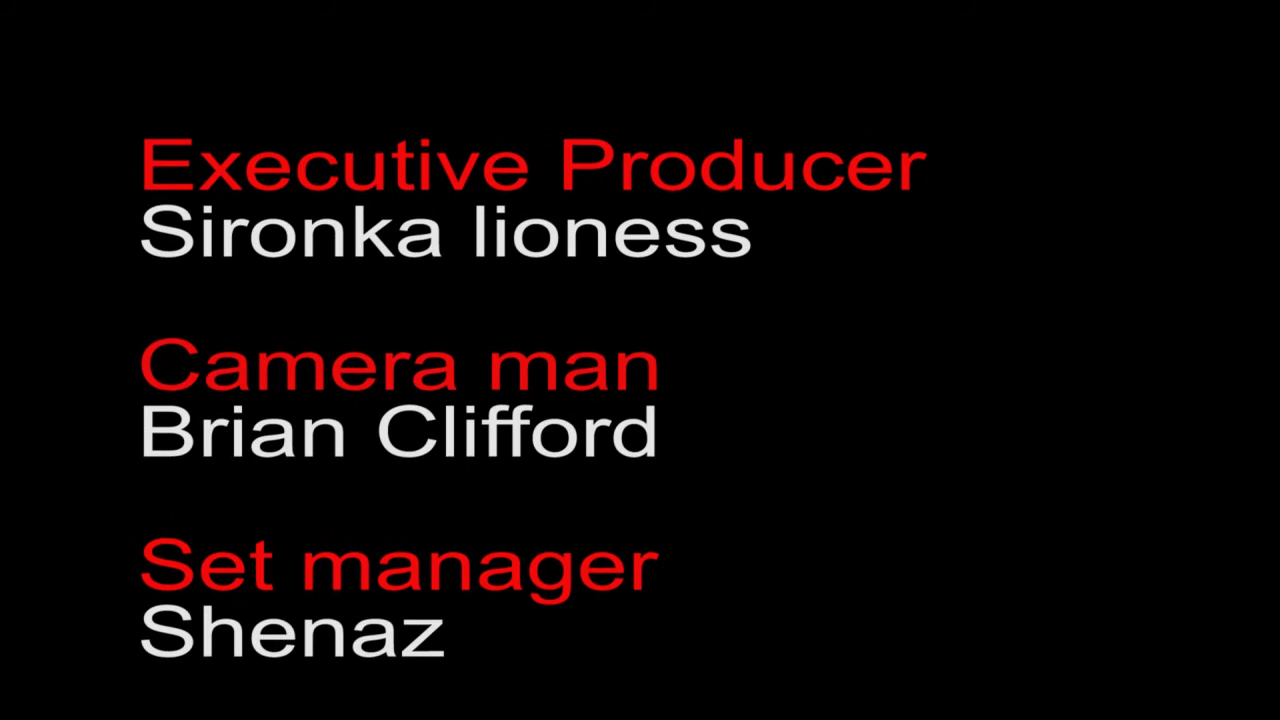 Executive Producer
Sironka lioness
Camera man
Brian Clifford
Set manager
Shenaz